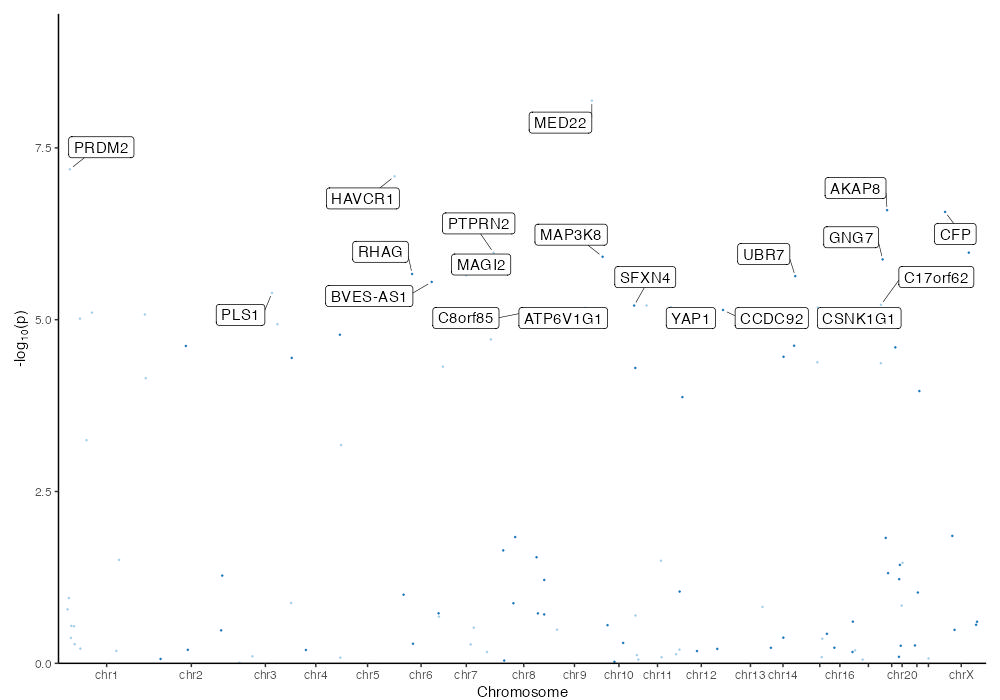 MED22
7.5
PRDM2
HAVCR1
AKAP8
PTPRN2
MAP3K8
GNG7
CFP
RHAG
UBR7
MAGI2
SFXN4
C17orf62
BVES-AS1
PLS1
5.0
C8orf85
ATP6V1G1
YAP1
CCDC92
CSNK1G1
-log10(p)
2.5
0.0
chr1 chr2 chr3 chr4 chr5 chr6 chr7 chr8 chr9 chr10 chr11 chr12 chr13 chr14 chr16 chr20 chrX
Chromosome